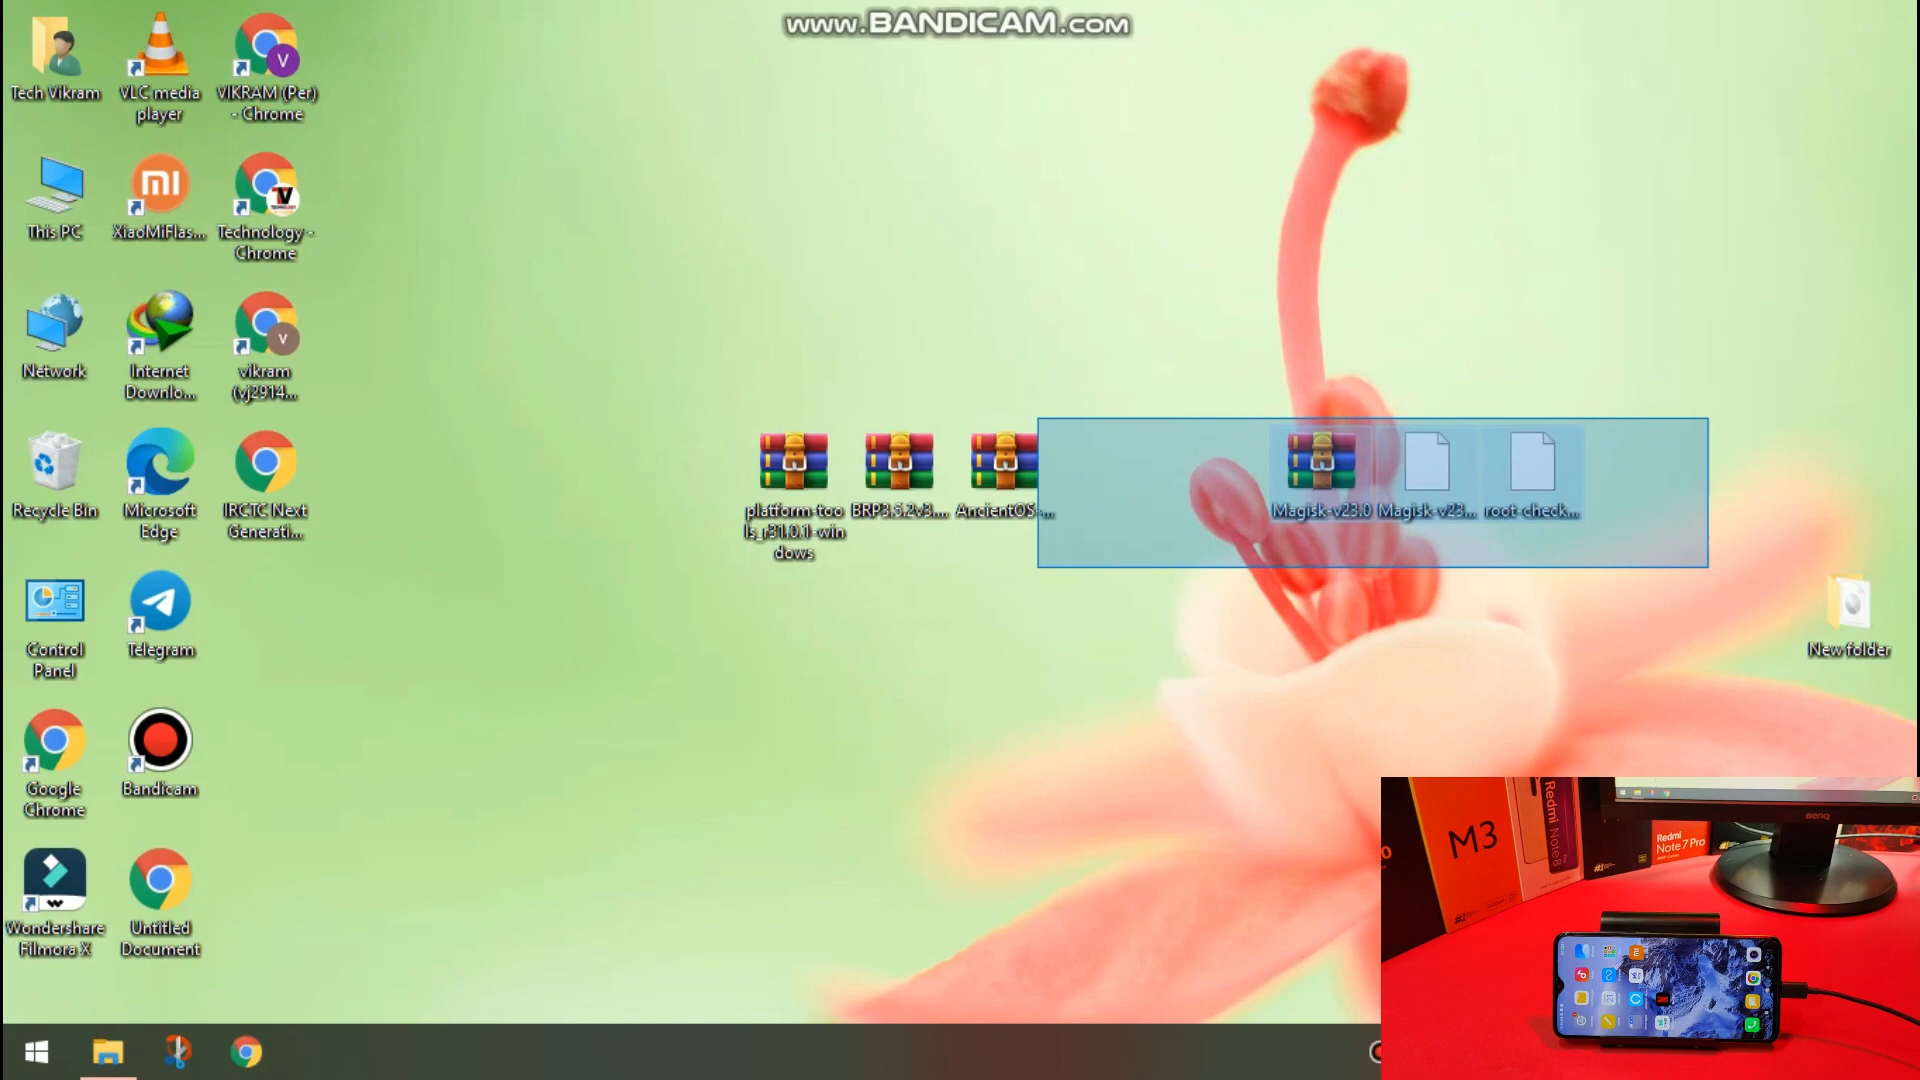 www.BANDICAM.com
Tech Vikram
VLC media
player
VIKRAM (Per)
- Chrome
V
This PC
XiaoMiFlas...
Technology -
Chrome
mi
TV
Network
Internet
Downlo...
vikram
(vj2914...
v
Recycle Bin
Microsoft
Edge
IRCTC Next
Generati...
platform-too
ls_r31.0.1-win
dows
BRP3.5.2v3....
AncientOS-...
Magisk-v23.0
Magisk-v23...
root-check...
Control
Panel
Telegram
New folder
Google
Chrome
Bandicam
Wondershare
Filmora X
Untitled
Document
M3
Redmi Note8
Redmi
Note 7 Pro
BenQ